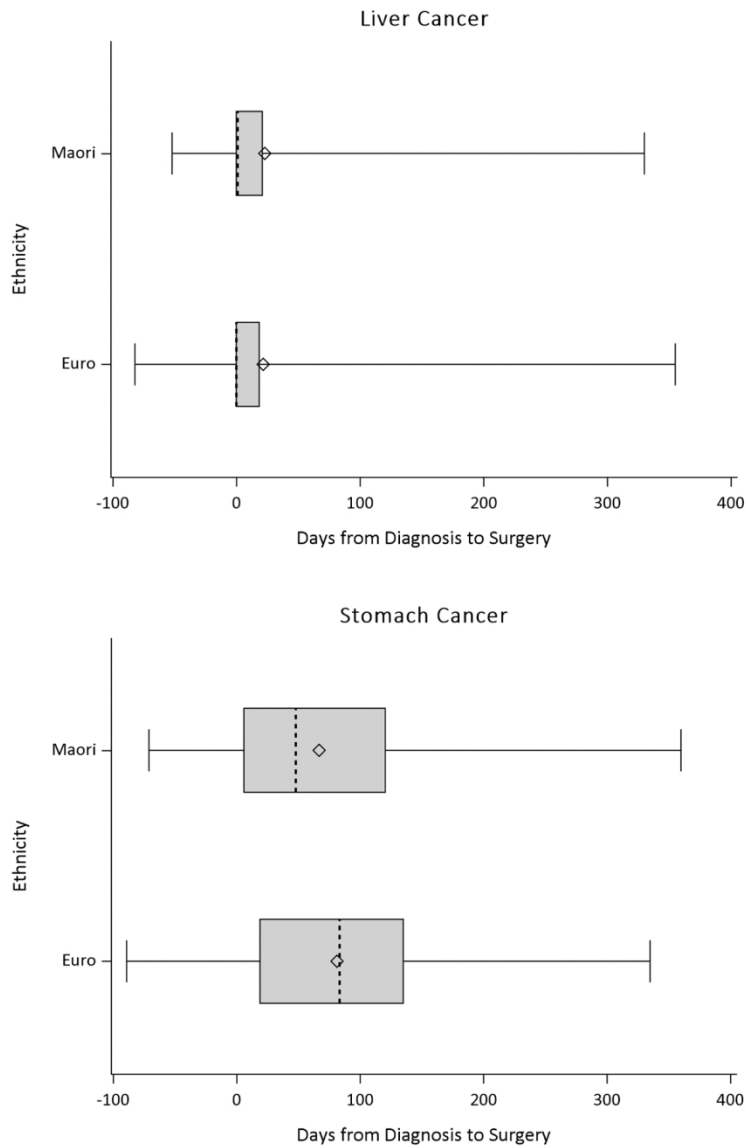 Liver Cancer
Ethnicity
Maori
Euro
-100 0 100 200 300 400
Days from Diagnosis to Surgery
Stomach Cancer
Ethnicity
Maori
Euro
-100 0 100 200 300 400
Days from Diagnosis to Surgery